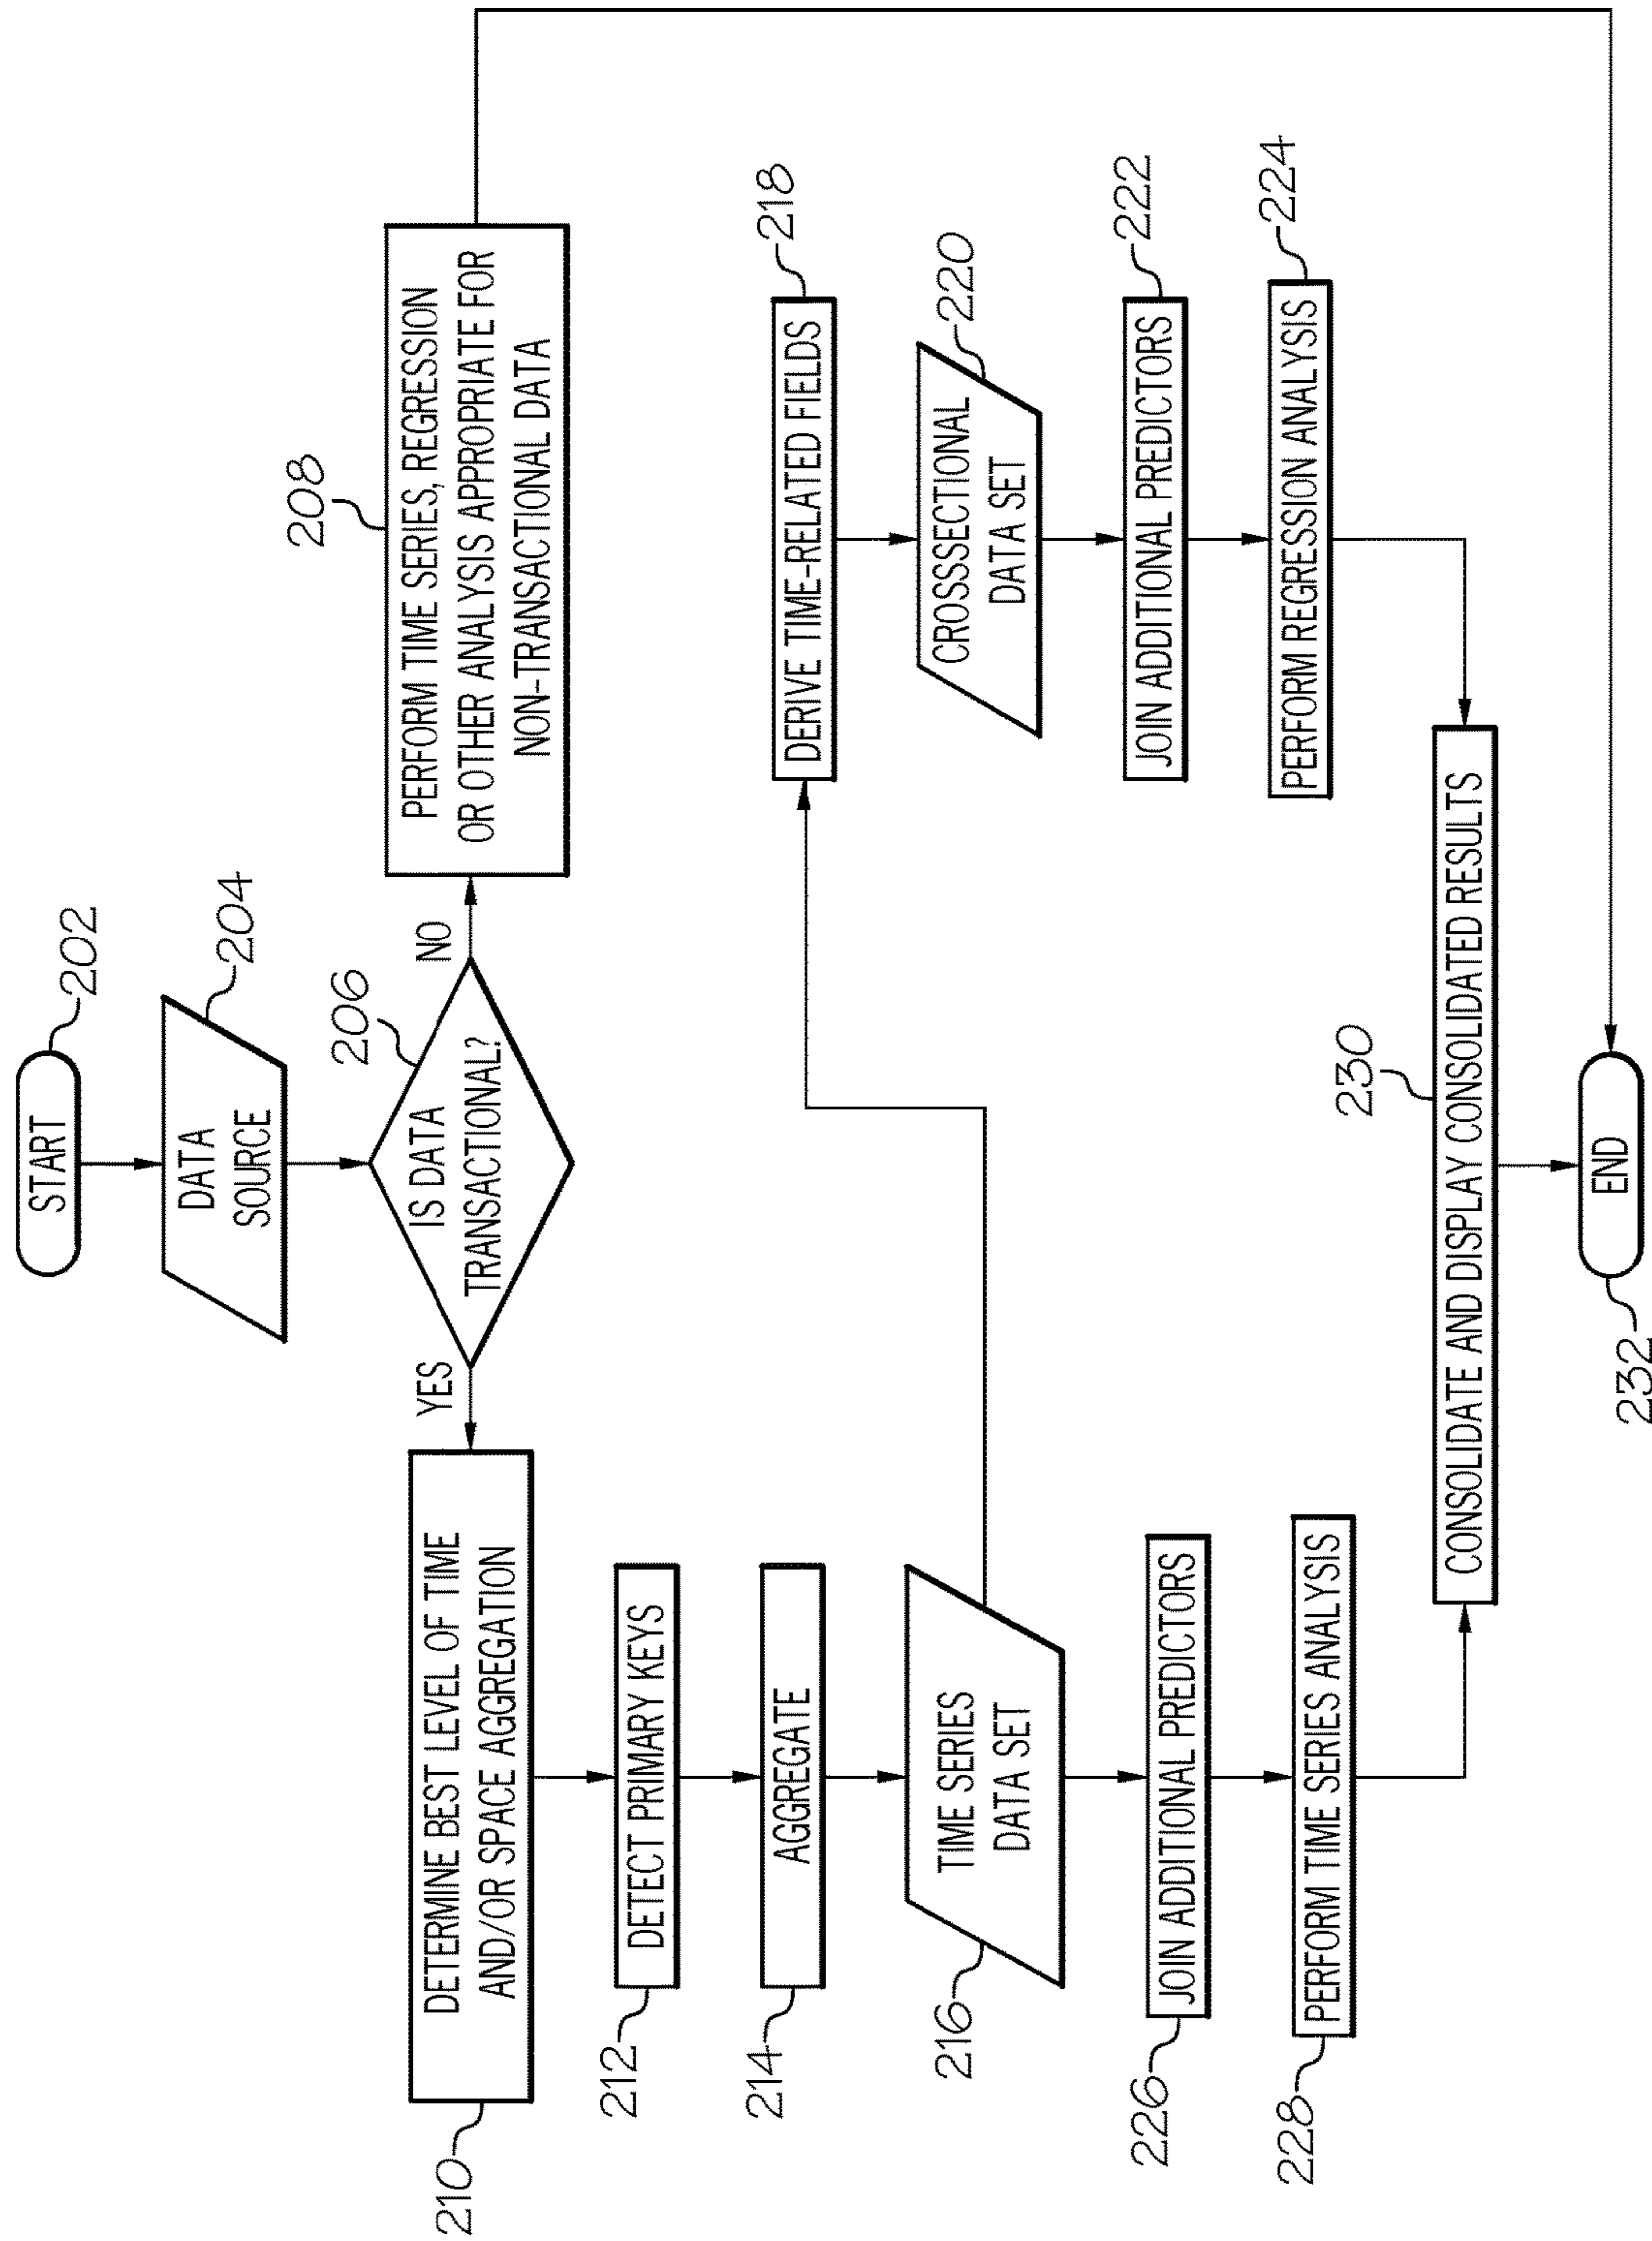 START
202
DATA
SOURCE
204
IS DATA
TRANSACTIONAL?
206
NO
YES
PERFORM TIME SERIES, REGRESSION
OR OTHER ANALYSIS APPROPRIATE FOR
NON-TRANSACTIONAL DATA
208
DETERMINE BEST LEVEL OF TIME
AND/OR SPACE AGGREGATION
210
DETECT PRIMARY KEYS
212
AGGREGATE
214
TIME SERIES
DATA SET
216
DERIVE TIME-RELATED FIELDS
218
CROSSSECTIONAL
DATA SET
220
JOIN ADDITIONAL PREDICTORS
222
PERFORM REGRESSION ANALYSIS
224
JOIN ADDITIONAL PREDICTORS
226
PERFORM TIME SERIES ANALYSIS
228
CONSOLIDATE AND DISPLAY CONSOLIDATED RESULTS
230
END
232